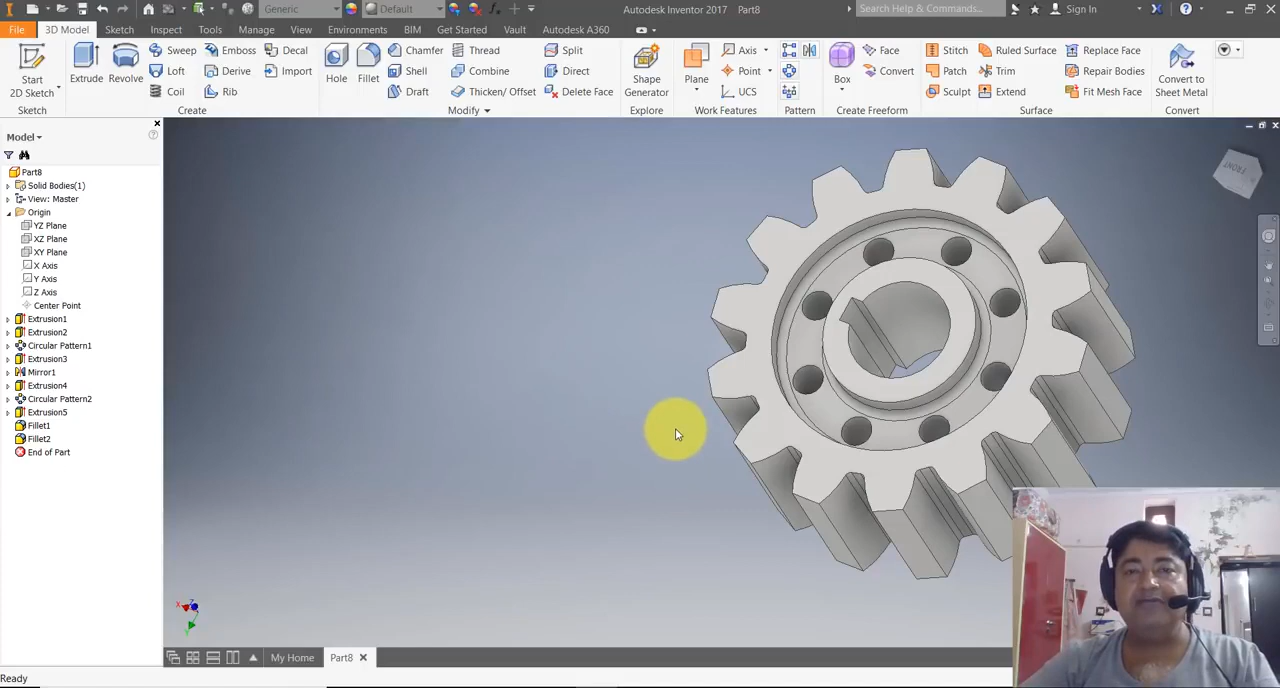 Generic Default Autodesk Inventor 2017 Part8 Search Help & Commands... Sign In
File 3D Model Sketch Inspect Tools Manage View Environments BIM Get Started Vault Autodesk A360
Start 2D Sketch Extrude Revolve Sweep Emboss Decal Hole Fillet Chamfer Thread Split Shape Generator Plane Axis Box Face Stitch Ruled Surface Replace Face Convert to Sheet Metal
Loft Derive Import Shell Combine Direct Point Convert Patch Trim Repair Bodies
Coil Rib Draft Thicken/ Offset Delete Face UCS Sculpt Extend Fit Mesh Face
Sketch Create Modify Explore Work Features Pattern Create Freeform Surface Convert
Model
Part8
Solid Bodies(1)
View: Master
Origin
YZ Plane
XZ Plane
XY Plane
X Axis
Y Axis
Z Axis
Center Point
Extrusion1
Extrusion2
Circular Pattern1
Extrusion3
Mirror1
Extrusion4
Circular Pattern2
Extrusion5
Fillet1
Fillet2
End of Part
FRONT
X Z
Y
My Home Part8
Ready